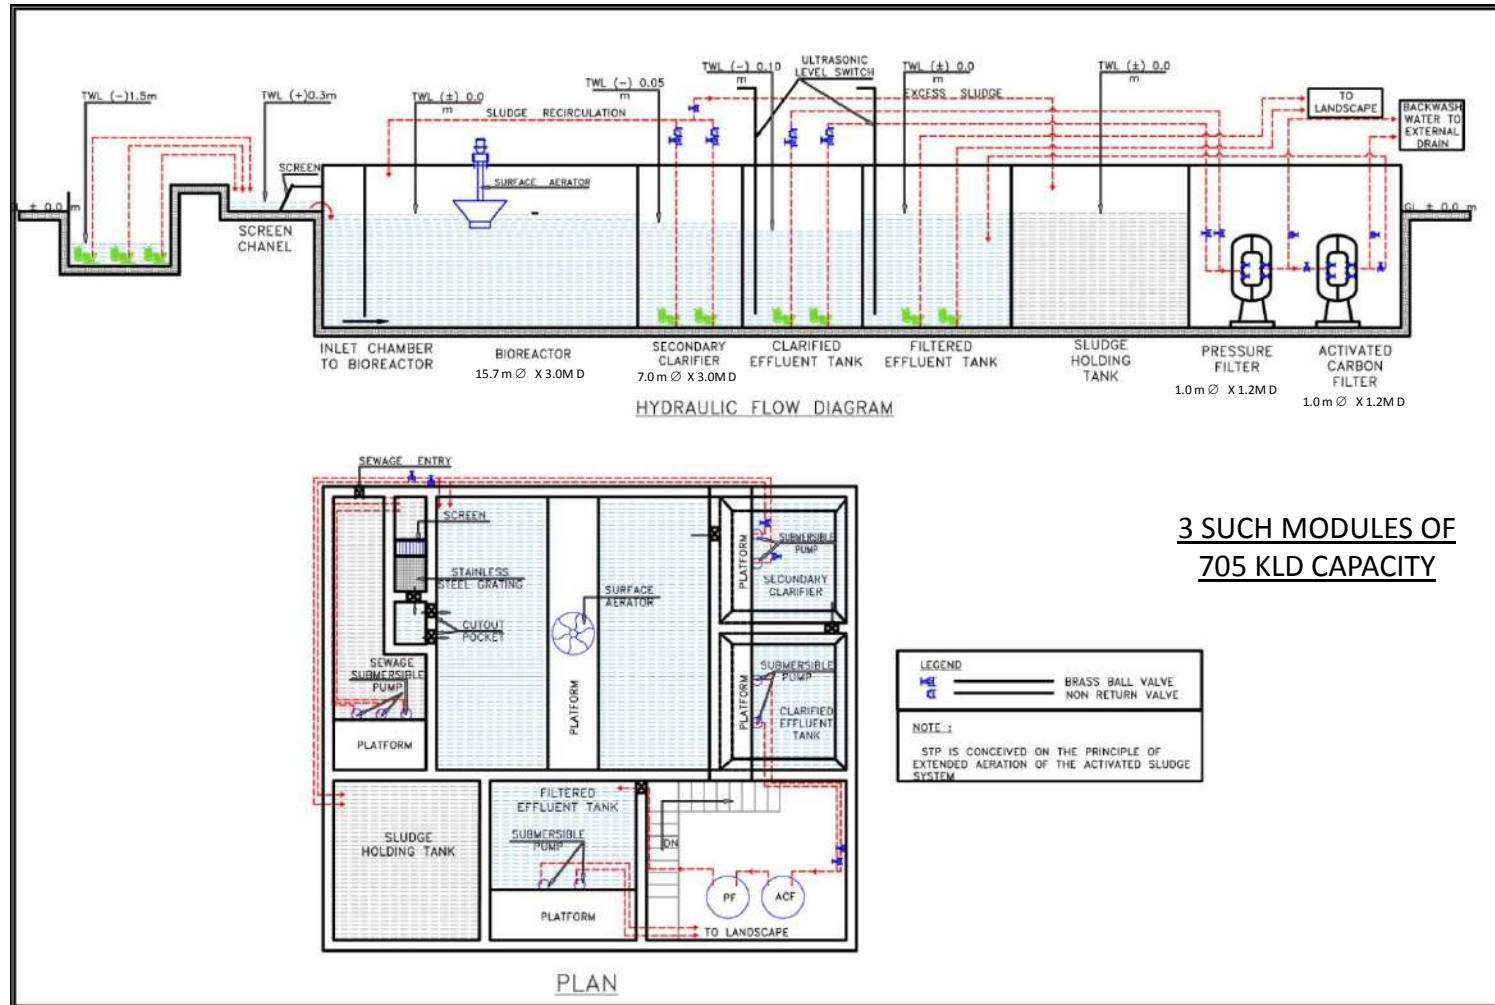 TWL (-)1.5m
TWL (+)0.3m
TWL (±) 0.0
m
TWL (-) 0.05
m
TWL (-) 0.10
m
ULTRASONIC
LEVEL SWITCH
TWL (±) 0.0
m
TWL (±) 0.0
m
SLUDGE RECIRCULATION
EXCESS SLUDGE
TO
LANDSCAPE
BACKWASH
WATER TO
EXTERNAL
DRAIN
SCREEN
SURFACE AERATOR
± 0.0 m
GL ± 0.0 m
SCREEN
CHANEL
INLET CHAMBER
TO BIOREACTOR
BIOREACTOR
15.7 m ∅ X 3.0M D
SECONDARY
CLARIFIER
7.0 m ∅ X 3.0M D
CLARIFIED
EFFLUENT TANK
FILTERED
EFFLUENT TANK
SLUDGE
HOLDING
TANK
PRESSURE
FILTER
1.0 m ∅ X 1.2M D
ACTIVATED
CARBON
FILTER
1.0 m ∅ X 1.2M D
HYDRAULIC FLOW DIAGRAM
SEWAGE ENTRY
SCREEN
STAINLESS
STEEL GRATING
CUTOUT
POCKET
SEWAGE
SUBMERSIBLE
PUMP
PLATFORM
SURFACE
AERATOR
PLATFORM
PLATFORM
SUBMERSIBLE
PUMP
SECONDARY
CLARIFIER
PLATFORM
SUBMERSIBLE
PUMP
CLARIFIED
EFFLUENT
TANK
SLUDGE
HOLDING TANK
FILTERED
EFFLUENT TANK
SUBMERSIBLE
PUMP
PLATFORM
DN
PF
ACF
TO LANDSCAPE
PLAN
3 SUCH MODULES OF
705 KLD CAPACITY
LEGEND
BRASS BALL VALVE
NON RETURN VALVE
NOTE :
STP IS CONCEIVED ON THE PRINCIPLE OF
EXTENDED AERATION OF THE ACTIVATED SLUDGE
SYSTEM